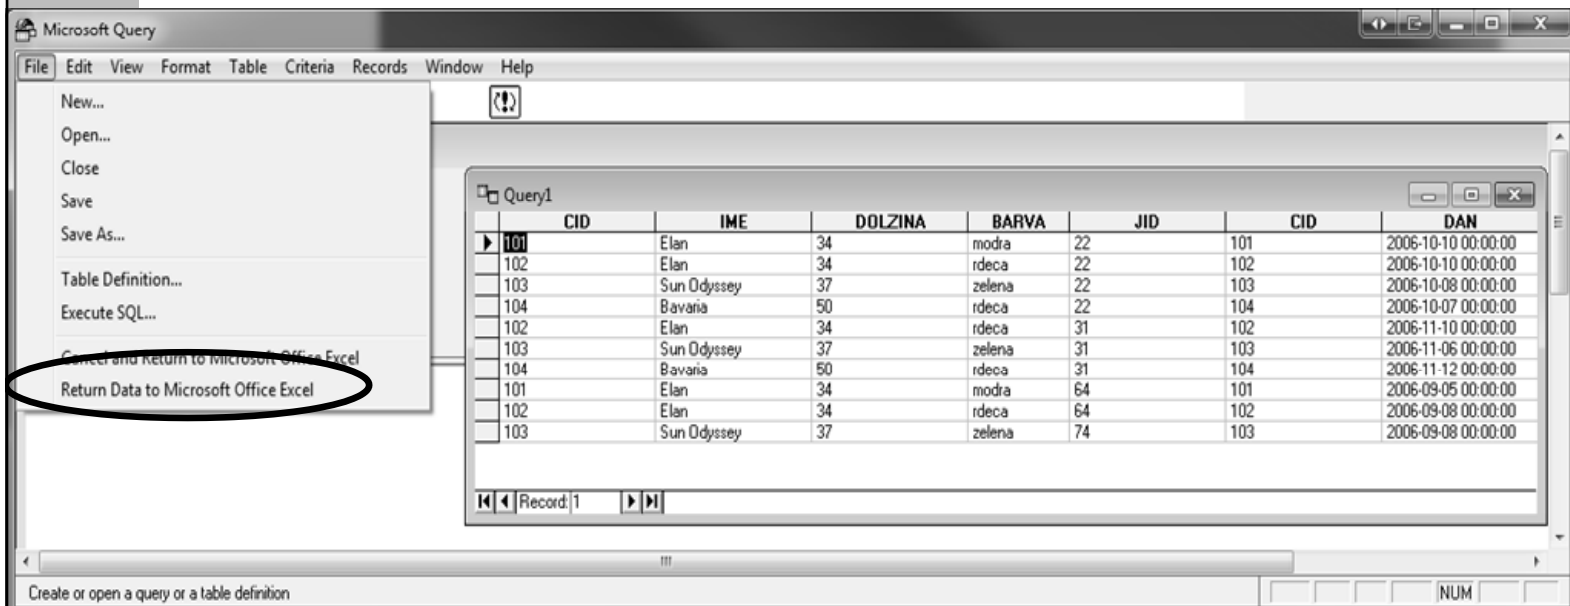 Microsoft Query
File Edit View Format Table Criteria Records Window Help
New...
Open...
Close
Save
Save As...
Table Definition...
Execute SQL...
Cancel and Return to Microsoft Office Excel
Return Data to Microsoft Office Excel
Query1
CID IME DOLZINA BARVA JID CID DAN
101 Elan 34 modra 22 101 2006-10-10 00:00:00
102 Elan 34 rdeca 22 102 2006-10-10 00:00:00
103 Sun Odyssey 37 zelena 22 103 2006-10-08 00:00:00
104 Bavaria 50 rdeca 22 104 2006-10-07 00:00:00
102 Elan 34 rdeca 31 102 2006-11-10 00:00:00
103 Sun Odyssey 37 zelena 31 103 2006-11-06 00:00:00
104 Bavaria 50 rdeca 31 104 2006-11-12 00:00:00
101 Elan 34 modra 64 101 2006-09-05 00:00:00
102 Elan 34 rdeca 64 102 2006-09-08 00:00:00
103 Sun Odyssey 37 zelena 74 103 2006-09-08 00:00:00
Record: 1
Create or open a query or a table definition
NUM